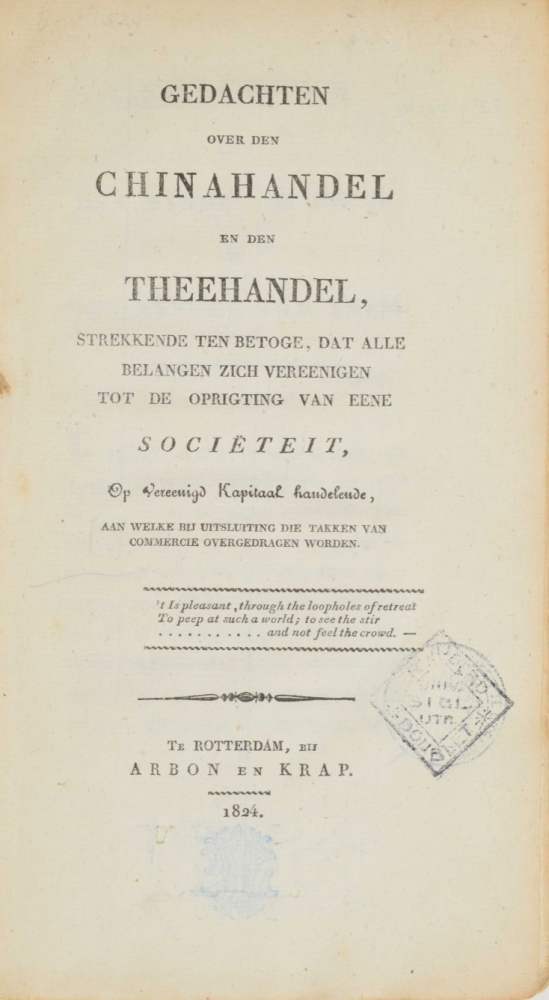 GEDACHTEN
OVER DEN
CHINAHANDEL
EN DEN
THEEHANDEL,
STREKKENDE TEN BETOGE, DAT ALLE
BELANGEN ZICH VEREENIGEN
TOT DE OPRIGTING VAN EENE
SOCIËTEIT,
Op Vereenigd Kapitaal handelende,
AAN WELKE BIJ UITSLUITING DIE TAKKEN VAN
COMMERCIE OVERGEDRAGEN WORDEN.
't Is pleasant, through the loopholes of retreat
To peep at such a world; to see the stir
. . . . . . . . . . . and not feel the crowd. —
TE ROTTERDAM, BIJ
ARBON EN KRAP.
1824.
DOUBLET